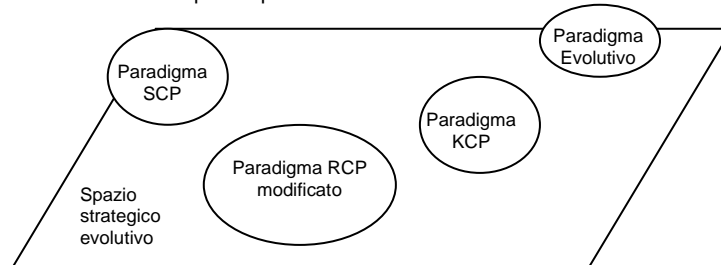 Paradigma
SCP
Paradigma
Evolutivo
Paradigma
KCP
Paradigma RCP
modificato
Spazio
strategico
evolutivo